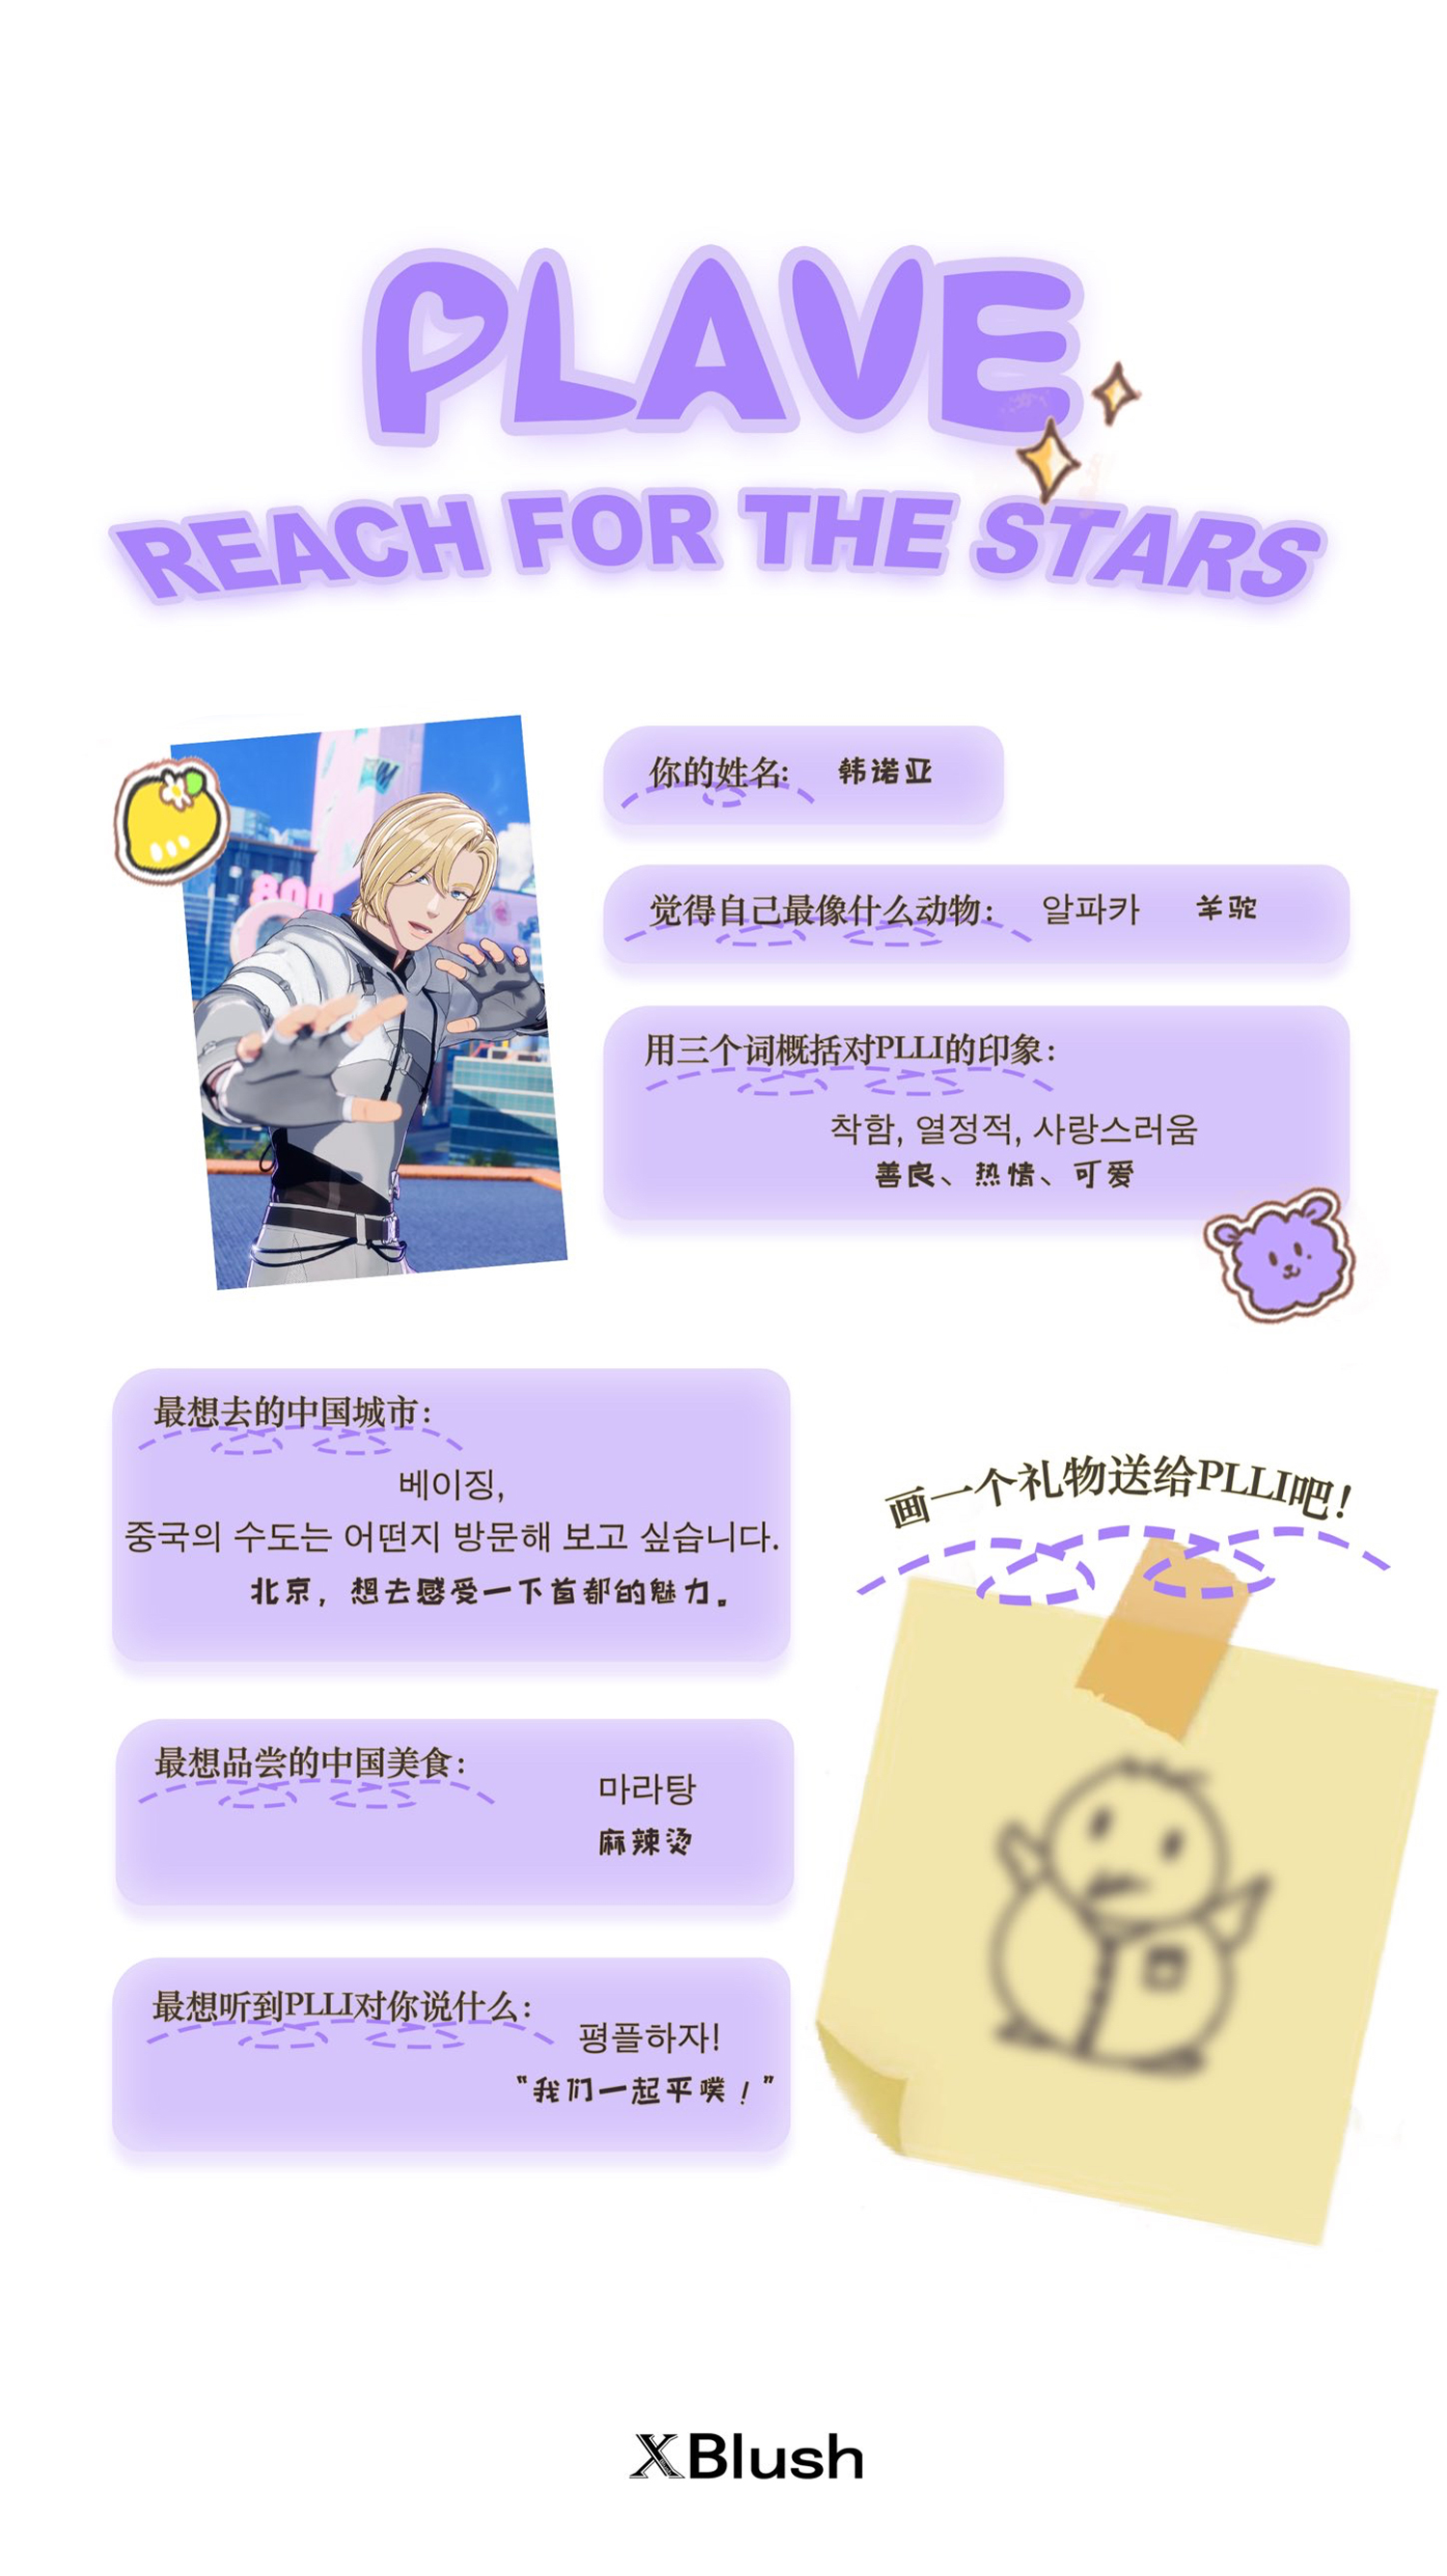 PLAVE
REACH FOR THE STARS
你的姓名: 韩诺亚
觉得自己最像什么动物: 알파카 羊驼
用三个词概括对PLLI的印象:
착함, 열정적, 사랑스러움
善良、热情、可爱
最想去的中国城市:
베이징,
중국의 수도는 어떤지 방문해 보고 싶습니다.
北京，想去感受一下首都的魅力。
画一个礼物送给PLLI吧!
最想品尝的中国美食:
마라탕
麻辣烫
最想听到PLLI对你说什么:
평플하자!
“我们一起平噗！”
XBlush